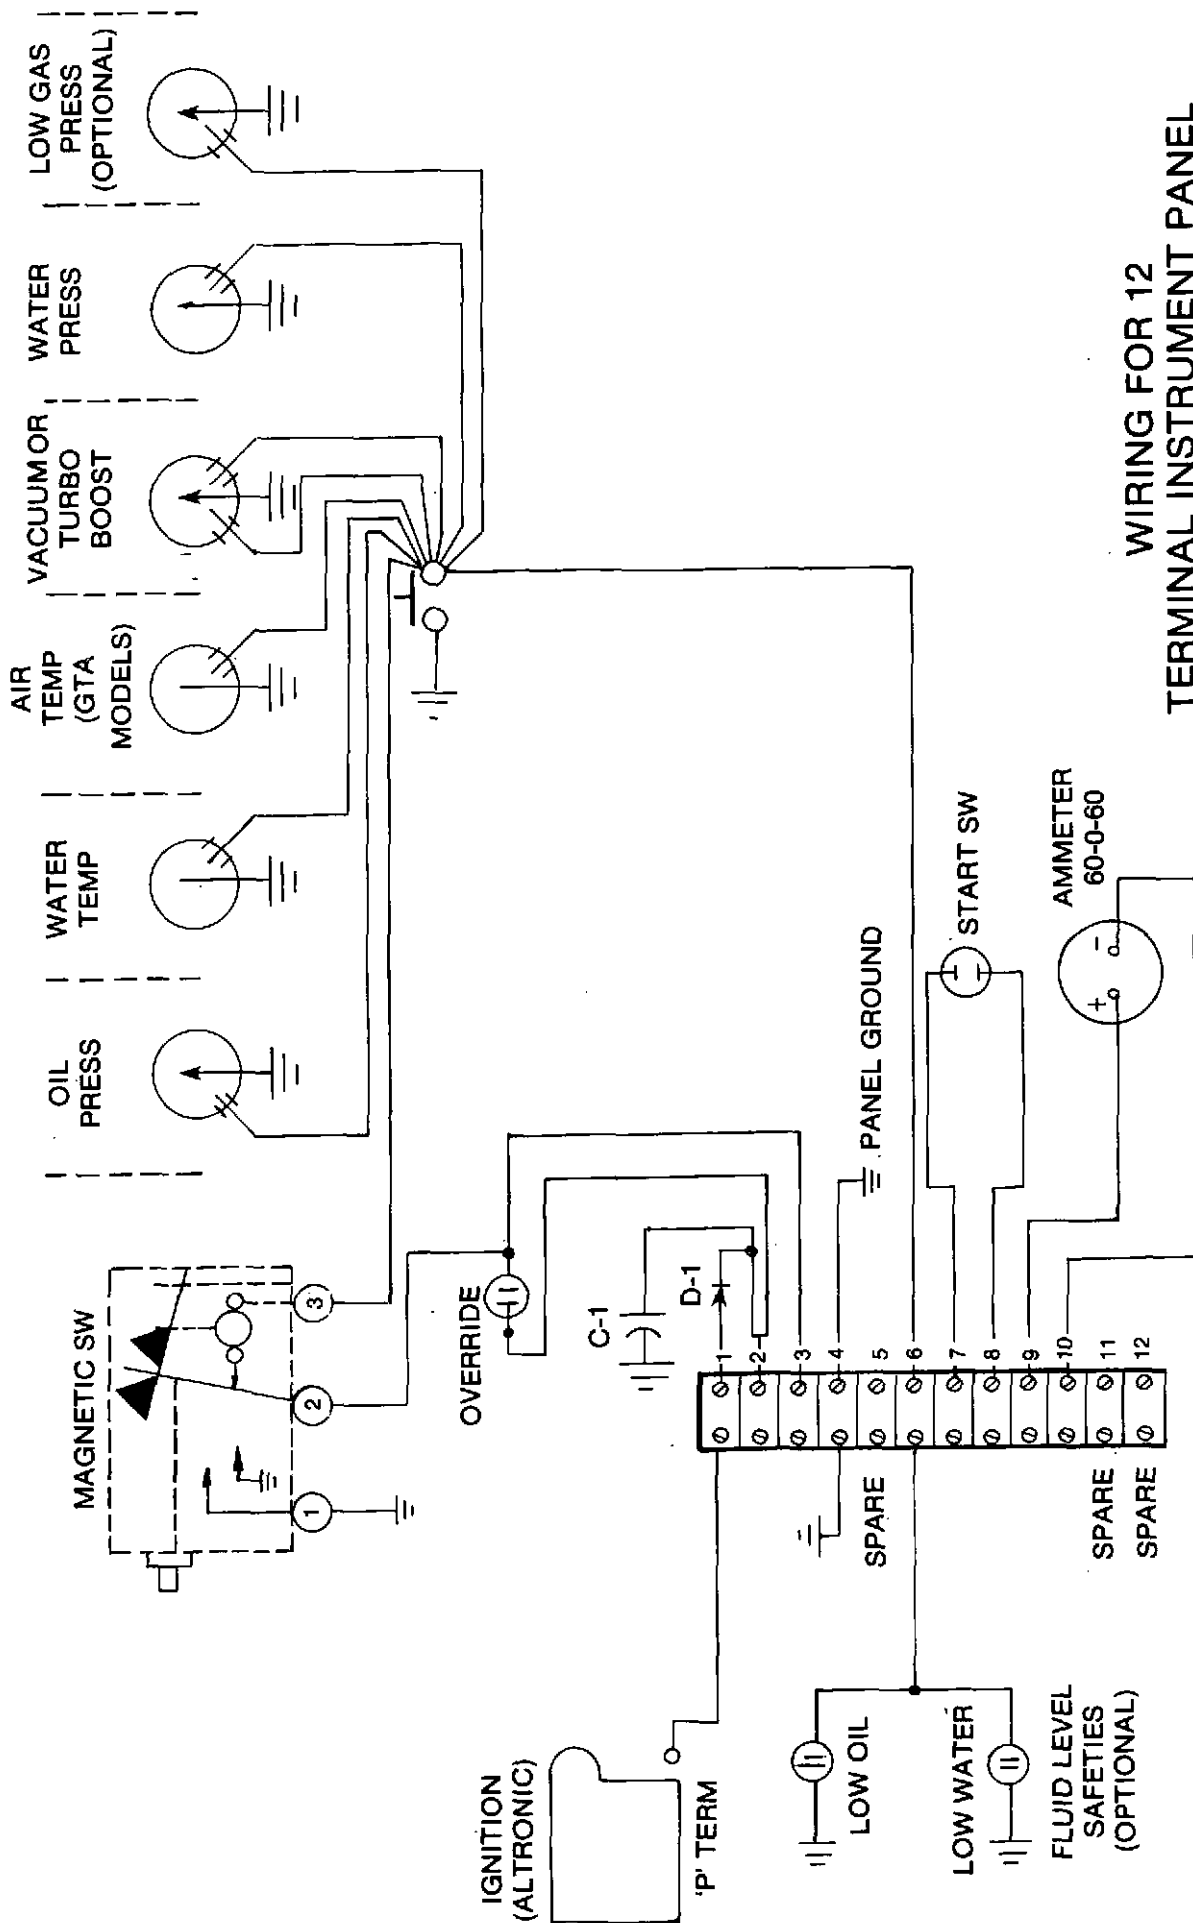 LOW GAS
PRESS
(OPTIONAL)
WATER
PRESS
VACUUM OR
TURBO
BOOST
AIR
TEMP
(GTA
MODELS)
WATER
TEMP
OIL
PRESS
MAGNETIC SW
1
2
3
OVERRIDE
C-1
D-1
1
2
3
4
5
6
7
8
9
10
11
12
PANEL GROUND
START SW
AMMETER
60-0-60
+ -
SPARE
SPARE
SPARE
IGNITION
(ALTRONIC)
'P' TERM
LOW OIL
LOW WATER
FLUID LEVEL
SAFETIES
(OPTIONAL)
WIRING FOR 12
TERMINAL INSTRUMENT PANEL